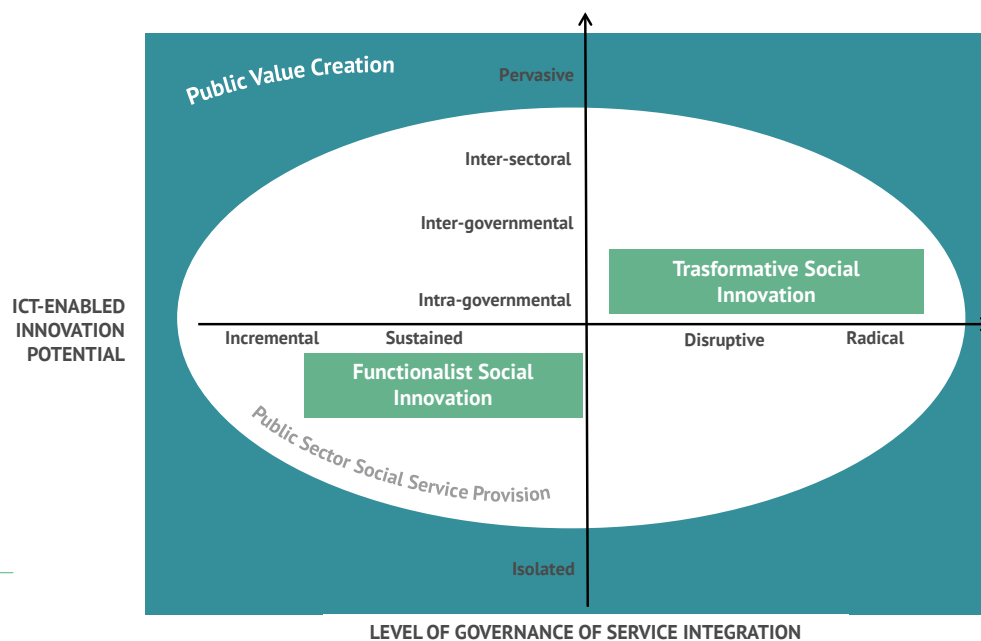 Public Value Creation
Pervasive
Inter-sectoral
Inter-governmental
Trasformative Social
Innovation
Intra-governmental
ICT-ENABLED
INNOVATION
POTENTIAL
Incremental
Sustained
Disruptive
Radical
Functionalist Social
Innovation
Public Sector Social Service Provision
Isolated
LEVEL OF GOVERNANCE OF SERVICE INTEGRATION